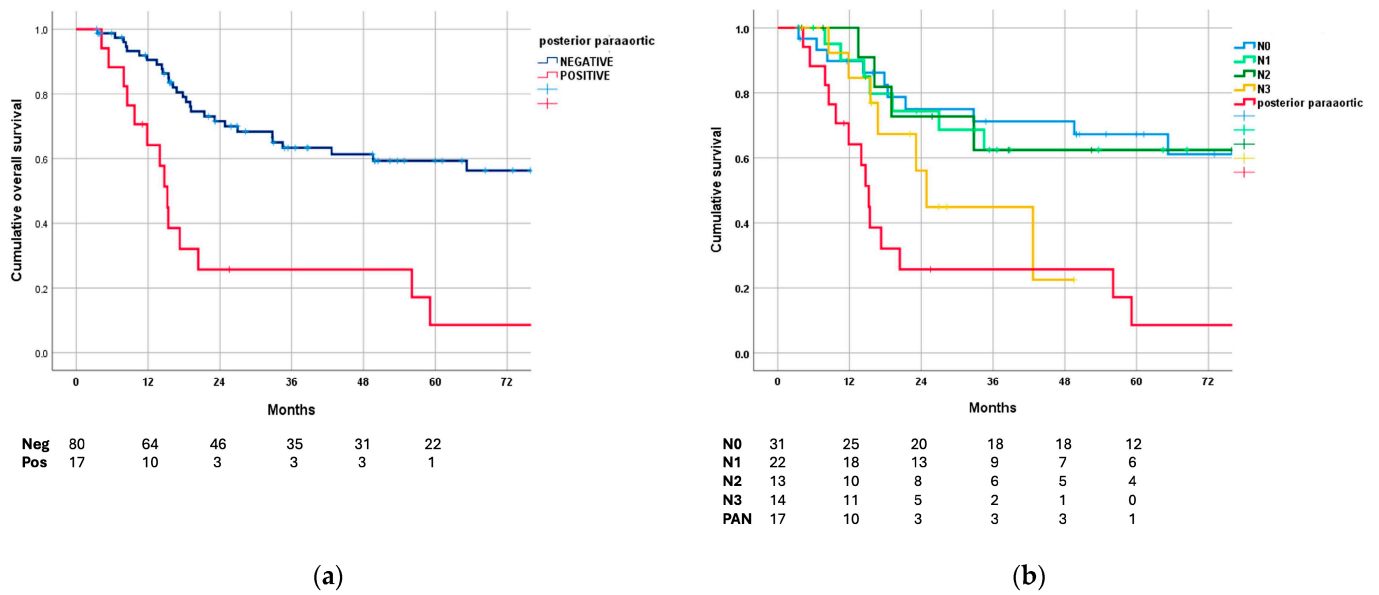 posterior paraaortic
NEGATIVE
POSITIVE
Cumulative overall survival
1.0
0.8
0.6
0.4
0.2
0.0
0 12 24 36 48 60 72
Months
Neg 80 64 46 35 31 22
Pos 17 10 3 3 3 1
(a)
N0
N1
N2
N3
posterior paraaortic
Cumulative survival
1.0
0.8
0.6
0.4
0.2
0.0
0 12 24 36 48 60 72
Months
N0 31 25 20 18 18 12
N1 22 18 13 9 7 6
N2 13 10 8 6 5 4
N3 14 11 5 2 1 0
PAN 17 10 3 3 3 1
(b)